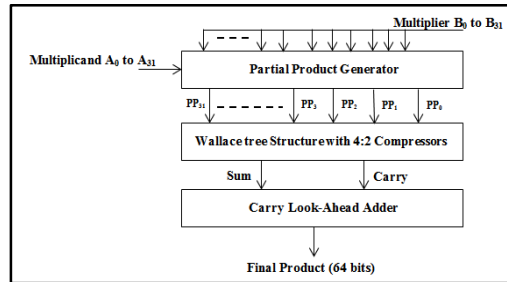 Multiplier B0 to B31
Multiplicand A0 to A31
Partial Product Generator
PP31 PP3 PP2 PP1 PP0
Wallace tree Structure with 4:2 Compressors
Sum Carry
Carry Look-Ahead Adder
Final Product (64 bits)